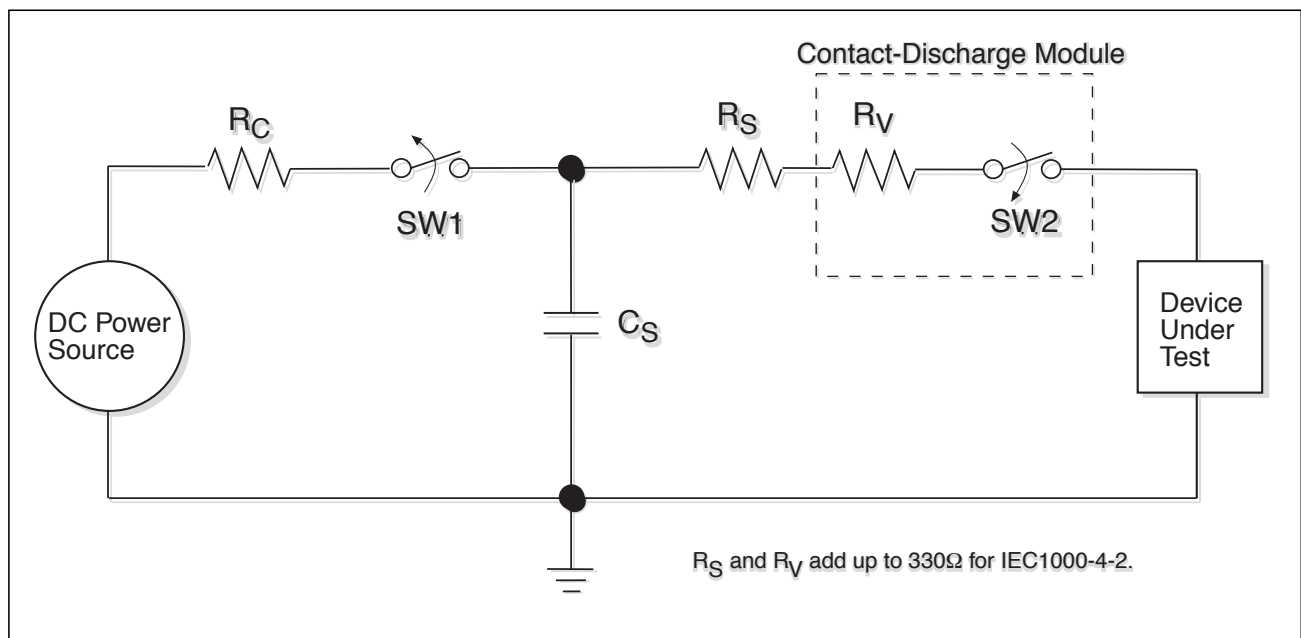 Contact-Discharge Module
RC
SW1
RS
RV
SW2
DC Power
Source
CS
Device
Under
Test
RS and RV add up to 330Ω for IEC1000-4-2.